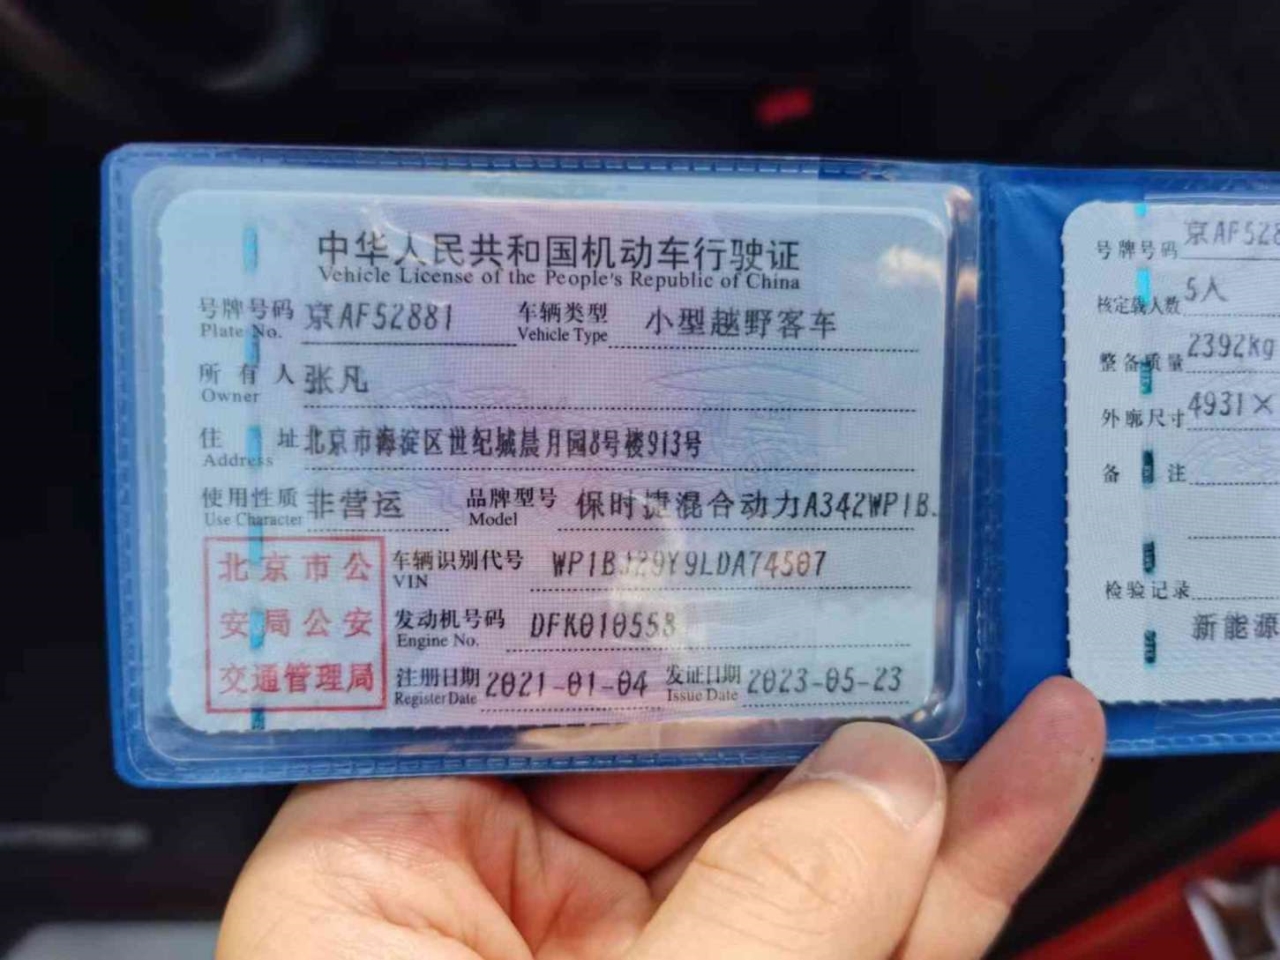 中华人民共和国机动车行驶证
Vehicle License of the People's Republic of China
号牌号码 京AF52881 车辆类型 小型越野客车
Plate No. Vehicle Type
所有人 张凡
Owner
住址 北京市海淀区世纪城晨月园8号楼913号
Address
使用性质 非营运 品牌型号 保时捷混合动力A342WP1B
Use Character Model
北京市公
安局公安
交通管理局
车辆识别代号 WP1BJ29Y9LDA74507
VIN
发动机号码 DFK010558
Engine No.
注册日期 2021-01-04 发证日期 2023-05-23
Register Date Issue Date
号牌号码 京AF528
核定载人数 5人
整备质量 2392kg
外廓尺寸 4931×
备注
检验记录
新能源